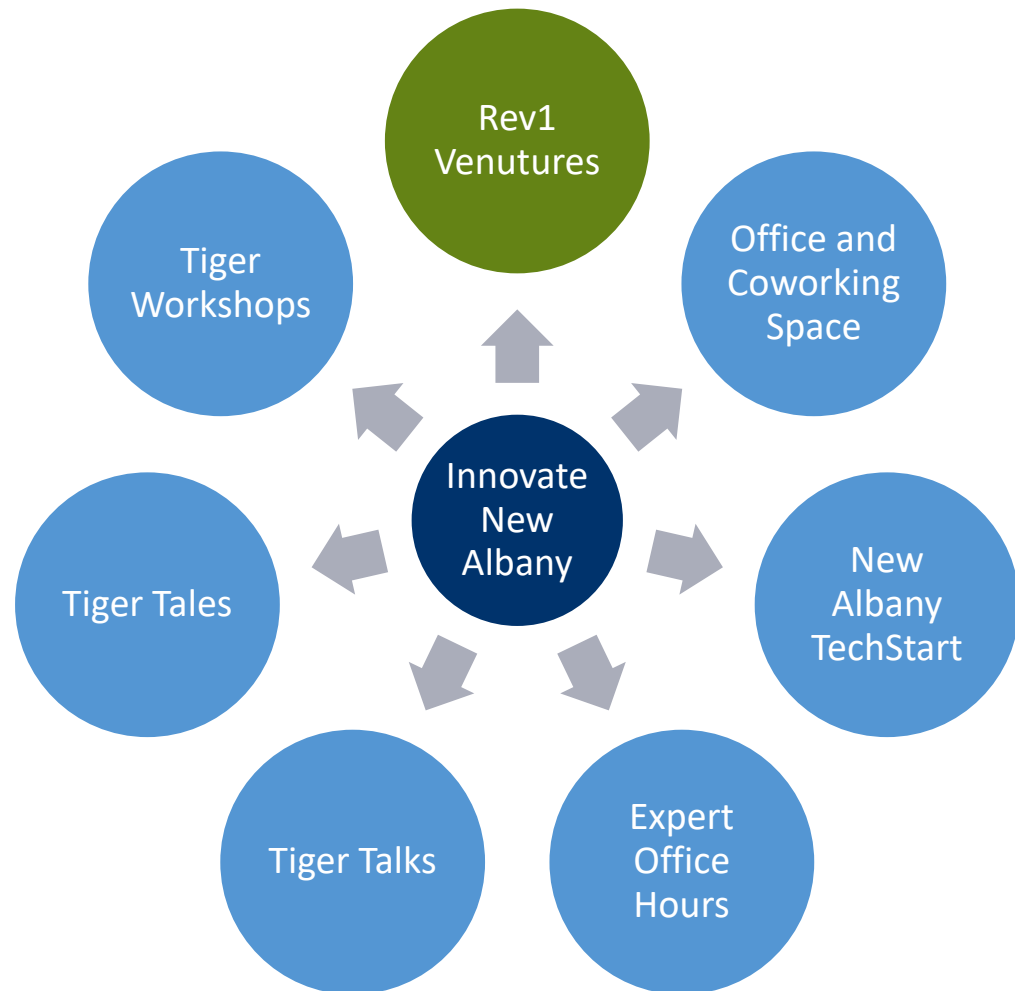 Rev1
Venutures
Office and
Coworking
Space
New
Albany
TechStart
Expert
Office
Hours
Tiger Talks
Tiger Tales
Tiger
Workshops
Innovate
New
Albany